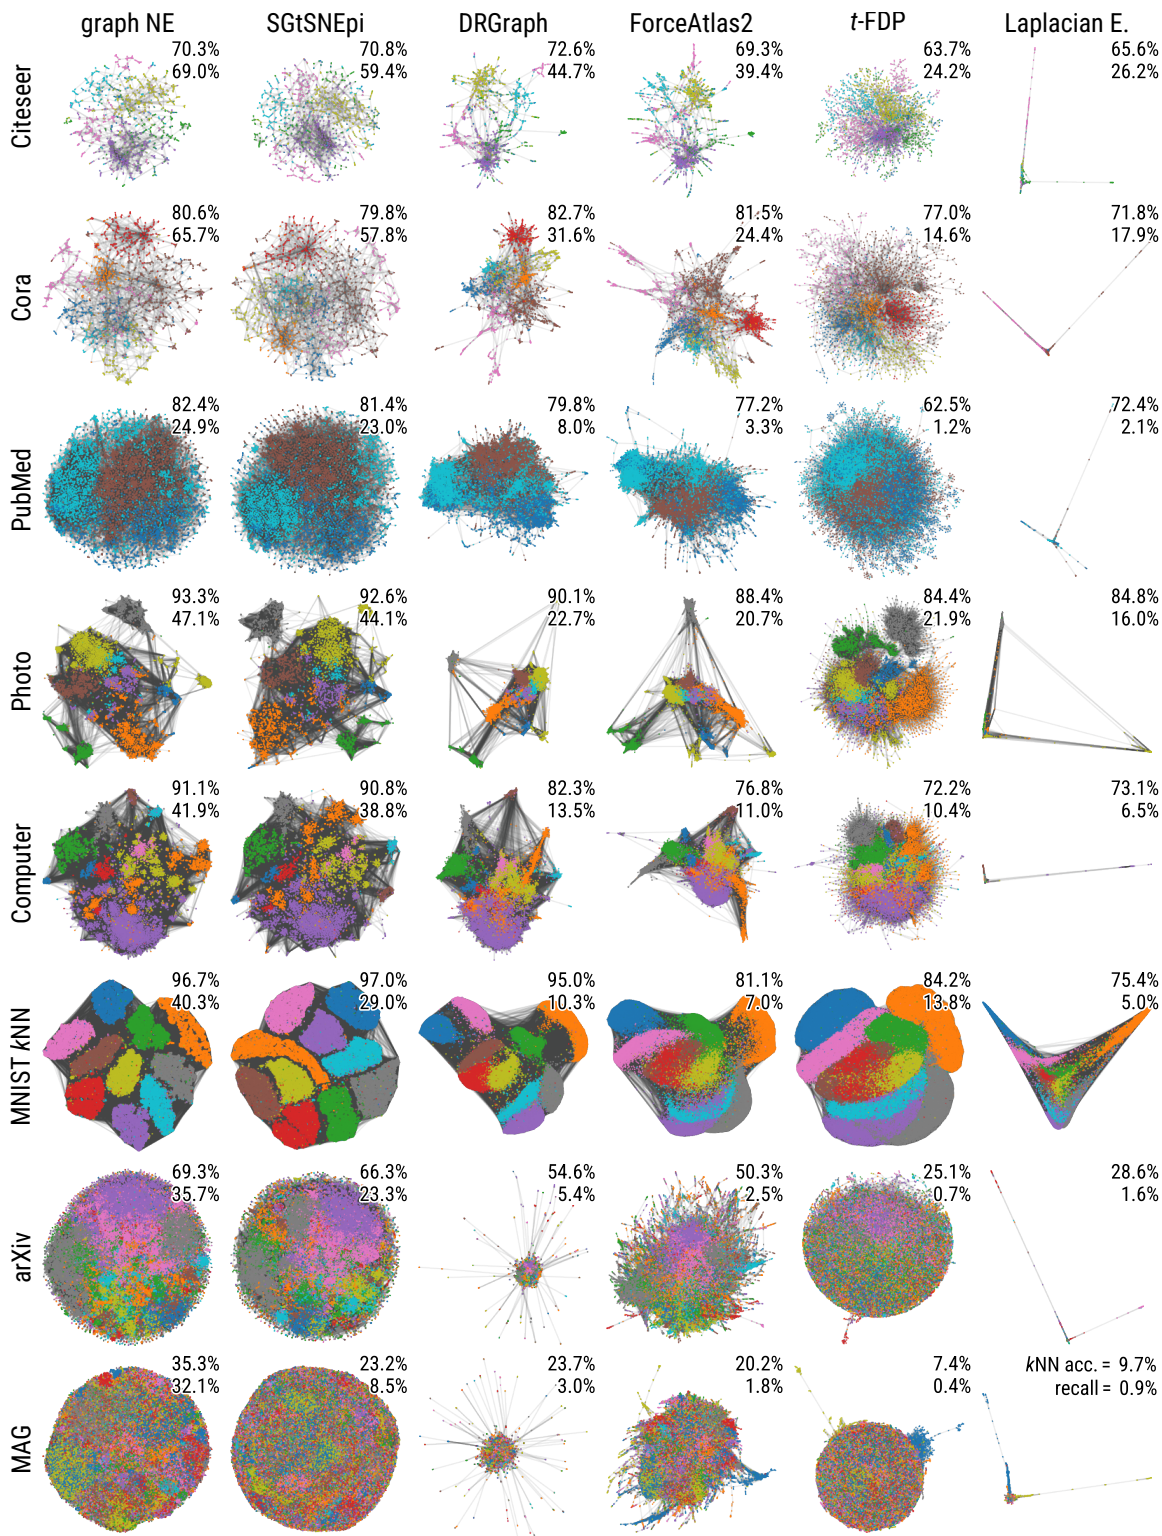 graph NE SGtSNEpi DRGraph ForceAtlas2 t-FDP Laplacian E.
70.3% 70.8% 72.6% 69.3% 63.7% 65.6%
69.0% 59.4% 44.7% 39.4% 24.2% 26.2%
Citeseer
80.6% 79.8% 82.7% 81.5% 77.0% 71.8%
65.7% 57.8% 31.6% 24.4% 14.6% 17.9%
Cora
82.4% 81.4% 79.8% 77.2% 62.5% 72.4%
24.9% 23.0% 8.0% 3.3% 1.2% 2.1%
PubMed
93.3% 92.6% 90.1% 88.4% 84.4% 84.8%
47.1% 44.1% 22.7% 20.7% 21.9% 16.0%
Photo
91.1% 90.8% 82.3% 76.8% 72.2% 73.1%
41.9% 38.8% 13.5% 11.0% 10.4% 6.5%
Computer
96.7% 97.0% 95.0% 81.1% 84.2% 75.4%
40.3% 29.0% 10.3% 7.0% 13.8% 5.0%
MNIST kNN
69.3% 66.3% 54.6% 50.3% 25.1% 28.6%
35.7% 23.3% 5.4% 2.5% 0.7% 1.6%
arXiv
35.3% 23.2% 23.7% 20.2% 7.4% kNN acc. = 9.7%
32.1% 8.5% 3.0% 1.8% 0.4% recall = 0.9%
MAG